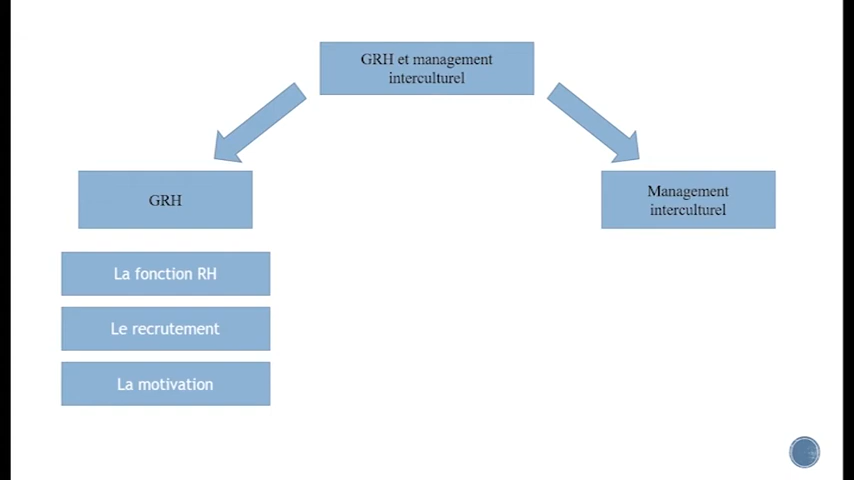 GRH et management
interculturel
GRH
Management
interculturel
La fonction RH
Le recrutement
La motivation